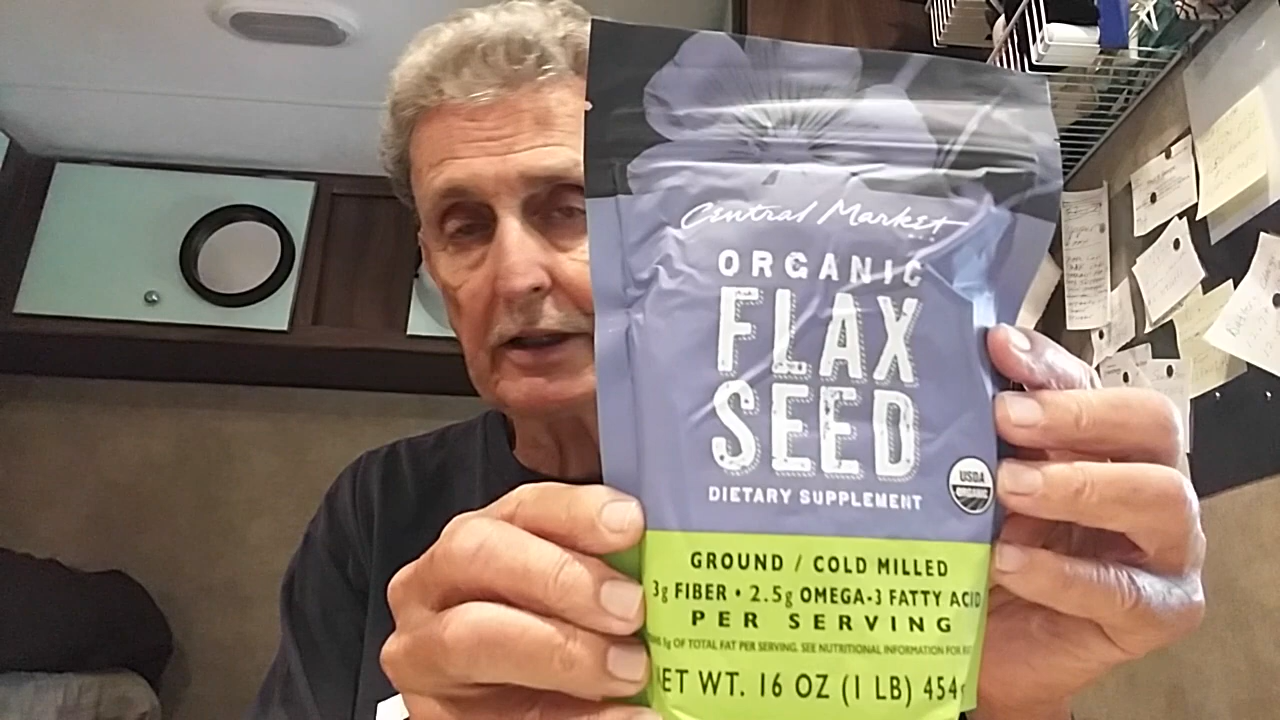 Central Market
ORGANIC
FLAX
SEED
DIETARY SUPPLEMENT
USDA
ORGANIC
GROUND / COLD MILLED
3g FIBER • 2.5g OMEGA-3 FATTY ACID
PER SERVING
5g OF TOTAL FAT PER SERVING. SEE NUTRITIONAL INFORMATION FOR
NET WT. 16 OZ (1 LB) 454g